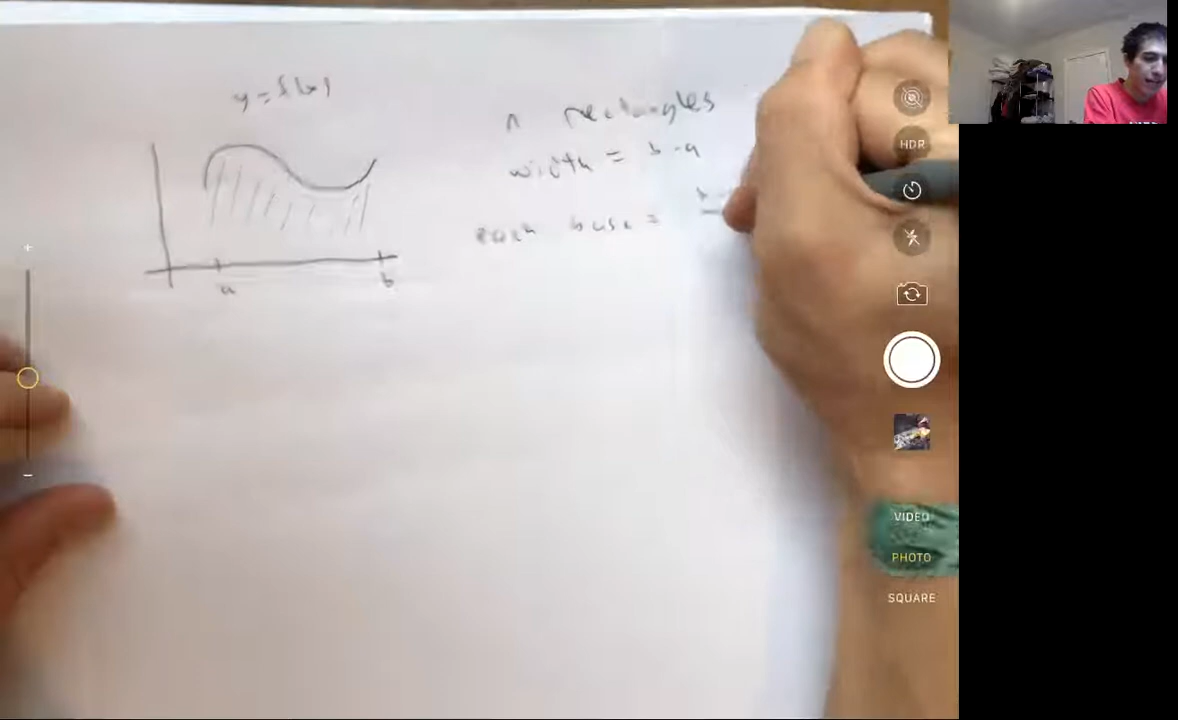 y = f(x)
n rectangles
width = b - a
each base = b -
a
b
HDR
VIDEO
PHOTO
SQUARE